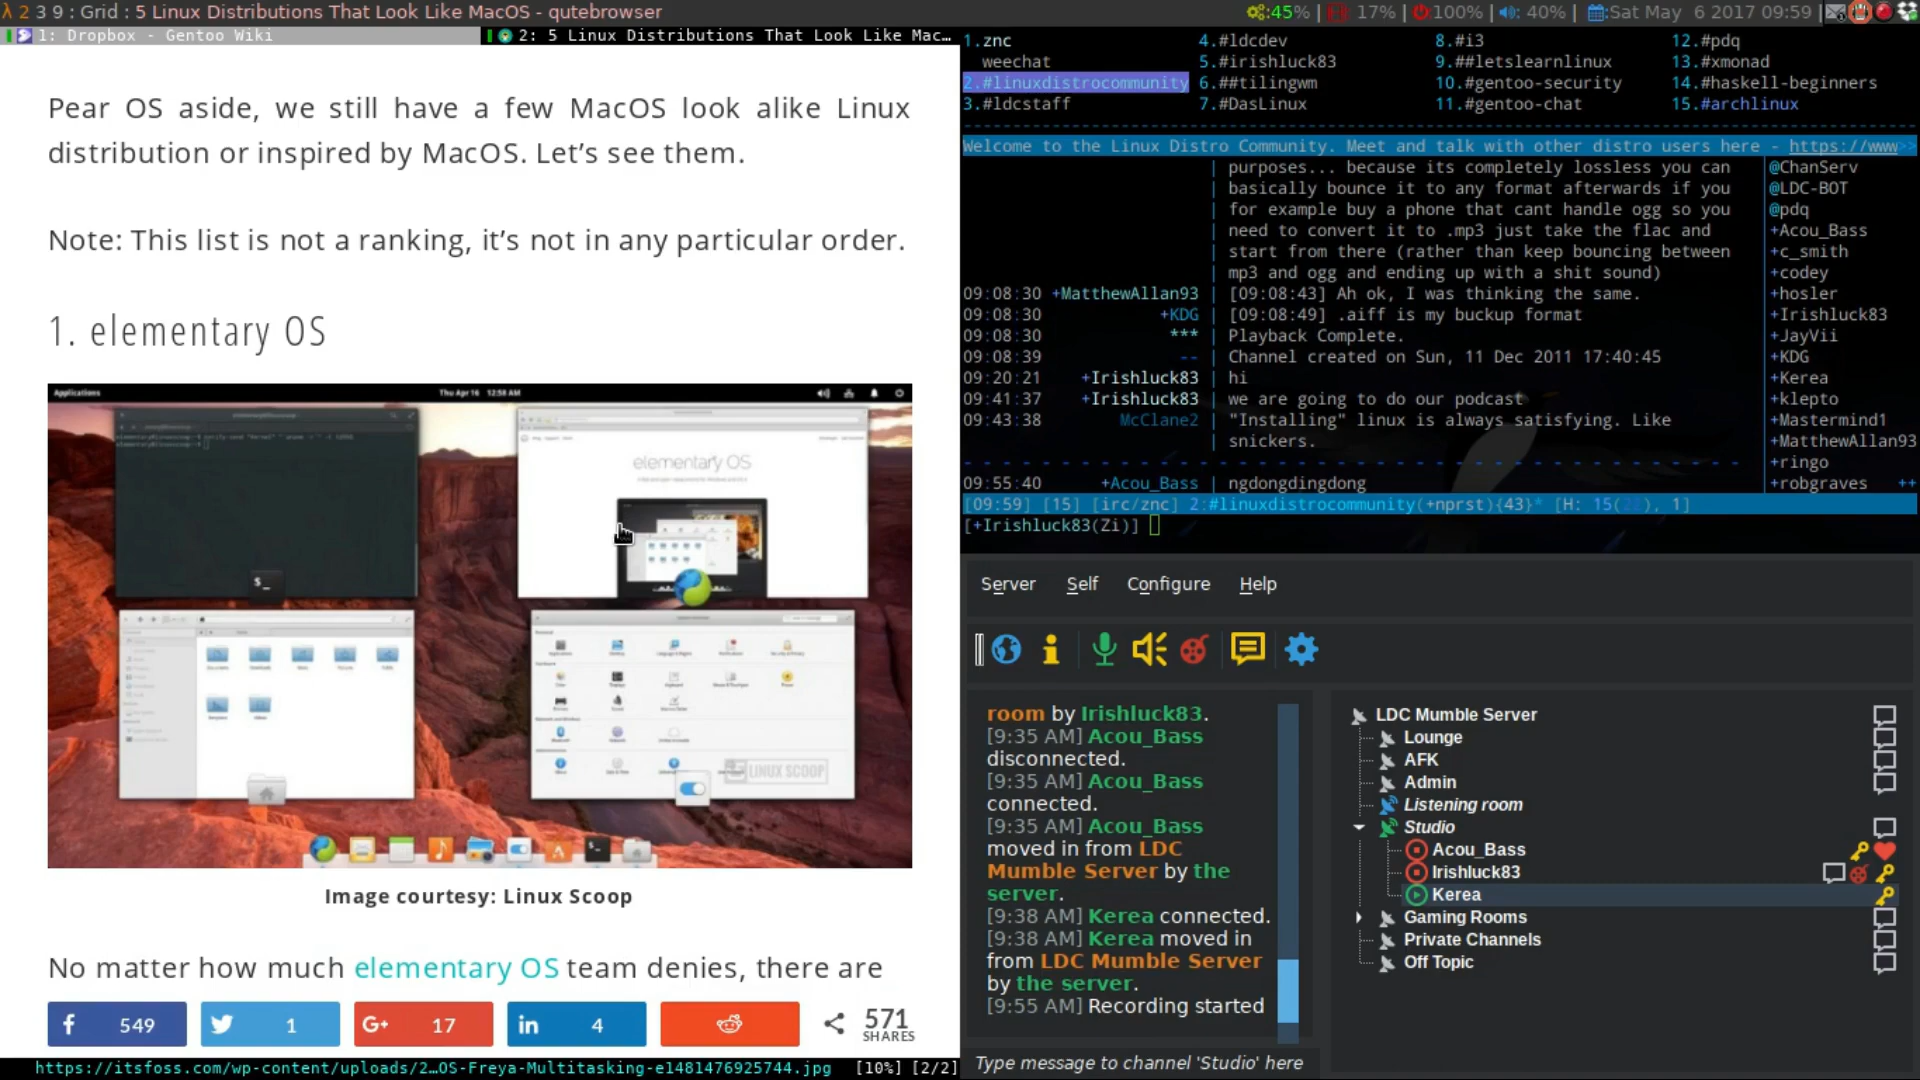 λ 2 3 9 : Grid : 5 Linux Distributions That Look Like MacOS - qutebrowser
:45% | 17% | 100% | : 40% | :Sat May  6 2017 09:59
1: Dropbox - Gentoo Wiki
2: 5 Linux Distributions That Look Like Mac…
Pear OS aside, we still have a few MacOS look alike Linux
distribution or inspired by MacOS. Let’s see them.
Note: This list is not a ranking, it’s not in any particular order.
1. elementary OS
Applications
Thu Apr 16 12:58 AM
elementary OS
$_
LINUX SCOOP
Image courtesy: Linux Scoop
No matter how much elementary OS team denies, there are
549
1
G+ 17
in 4
571
SHARES
https://itsfoss.com/wp-content/uploads/2…OS-Freya-Multitasking-e1481476925744.jpg [10%] [2/2]
1.znc 4.#ldcdev 8.#i3 12.#pdq
weechat 5.#irishluck83 9.##letslearnlinux 13.#xmonad
2.#linuxdistrocommunity 6.##tilingwm 10.#gentoo-security 14.#haskell-beginners
3.#ldcstaff 7.#DasLinux 11.#gentoo-chat 15.#archlinux
Welcome to the Linux Distro Community. Meet and talk with other distro users here - https://www>>
| purposes... because its completely lossless you can
| basically bounce it to any format afterwards if you
| for example buy a phone that cant handle ogg so you
| need to convert it to .mp3 just take the flac and
| start from there (rather than keep bouncing between
| mp3 and ogg and ending up with a shit sound)
09:08:30 +MatthewAllan93 | [09:08:43] Ah ok, I was thinking the same.
09:08:30 +KDG | [09:08:49] .aiff is my buckup format
09:08:30 *** | Playback Complete.
09:08:39 -- | Channel created on Sun, 11 Dec 2011 17:40:45
09:20:21 +Irishluck83 | hi
09:41:37 +Irishluck83 | we are going to do our podcast
09:43:38 McClane2 | "Installing" linux is always satisfying. Like
| snickers.
09:55:40 +Acou_Bass | ngdongdingdong
@ChanServ
@LDC-BOT
@pdq
+Acou_Bass
+c_smith
+codey
+hosler
+Irishluck83
+JayVii
+KDG
+Kerea
+klepto
+Mastermind1
+MatthewAllan93
+ringo
+robgraves ++
[09:59] [15] [irc/znc] 2:#linuxdistrocommunity(+nprst){43}* [H: 15(22), 1]
[+Irishluck83(Zi)]
Server Self Configure Help
room by Irishluck83.
[9:35 AM] Acou_Bass
disconnected.
[9:35 AM] Acou_Bass
connected.
[9:35 AM] Acou_Bass
moved in from LDC
Mumble Server by the
server.
[9:38 AM] Kerea connected.
[9:38 AM] Kerea moved in
from LDC Mumble Server
by the server.
[9:55 AM] Recording started
Type message to channel 'Studio' here
LDC Mumble Server
Lounge
AFK
Admin
Listening room
Studio
Acou_Bass
Irishluck83
Kerea
Gaming Rooms
Private Channels
Off Topic